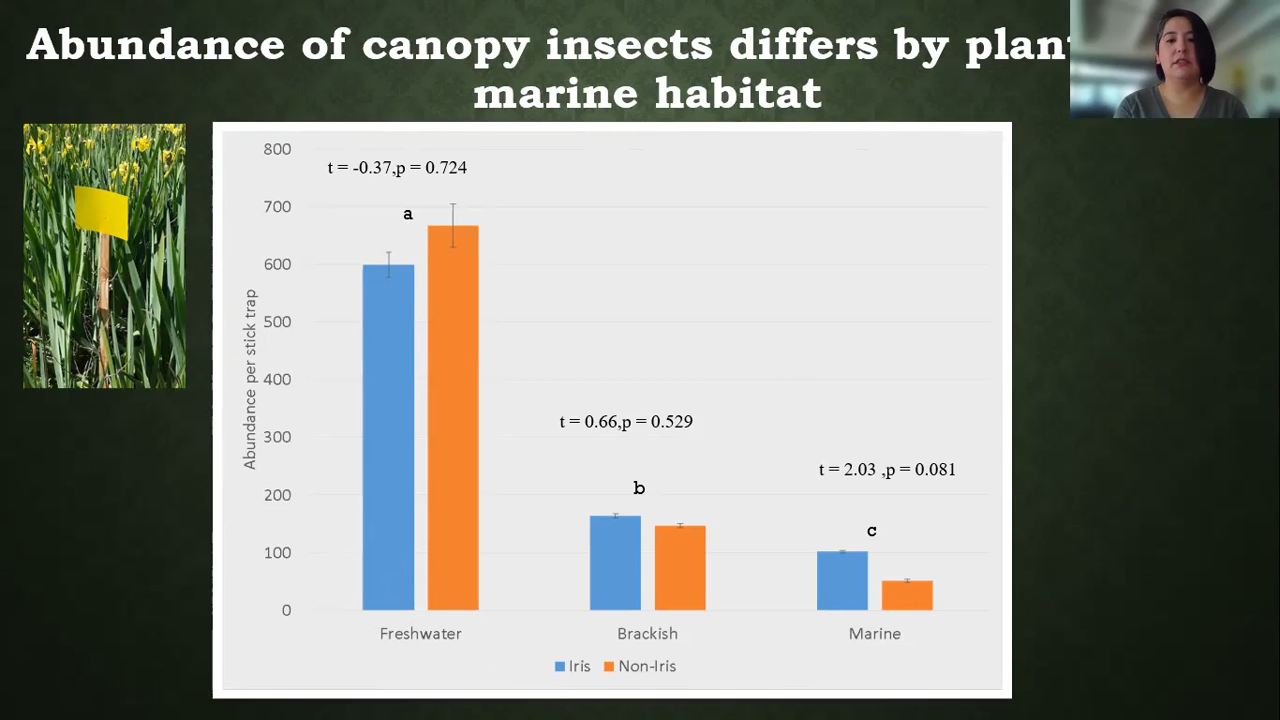 Abundance of canopy insects differs by
marine habitat
800
t = -0.37,p = 0.724
700
a
600
500
Abundance per stick trap
400
t = 0.66,p = 0.529
300
t = 2.03 ,p = 0.081
200
b
c
100
0
Freshwater Brackish Marine
Iris Non-Iris